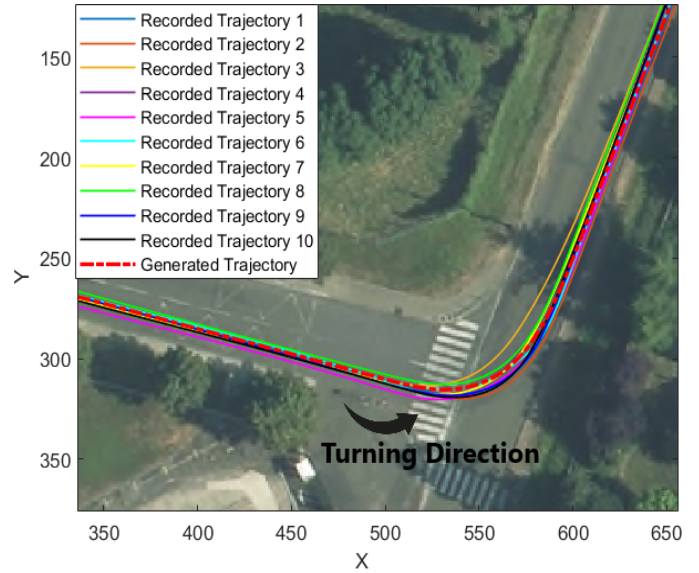 Recorded Trajectory 1
Recorded Trajectory 2
Recorded Trajectory 3
Recorded Trajectory 4
Recorded Trajectory 5
Recorded Trajectory 6
Recorded Trajectory 7
Recorded Trajectory 8
Recorded Trajectory 9
Recorded Trajectory 10
Generated Trajectory
150
200
250
300
350
Y
Turning Direction
350
400
450
500
550
600
650
X